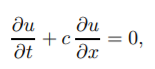 ∂u/∂t + c ∂u/∂x = 0,